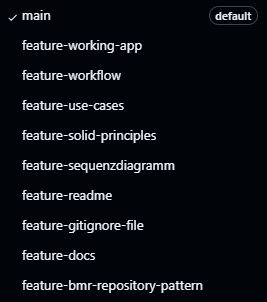 main default
feature-working-app
feature-workflow
feature-use-cases
feature-solid-principles
feature-sequenzdiagramm
feature-readme
feature-gitignore-file
feature-docs
feature-bmr-repository-pattern